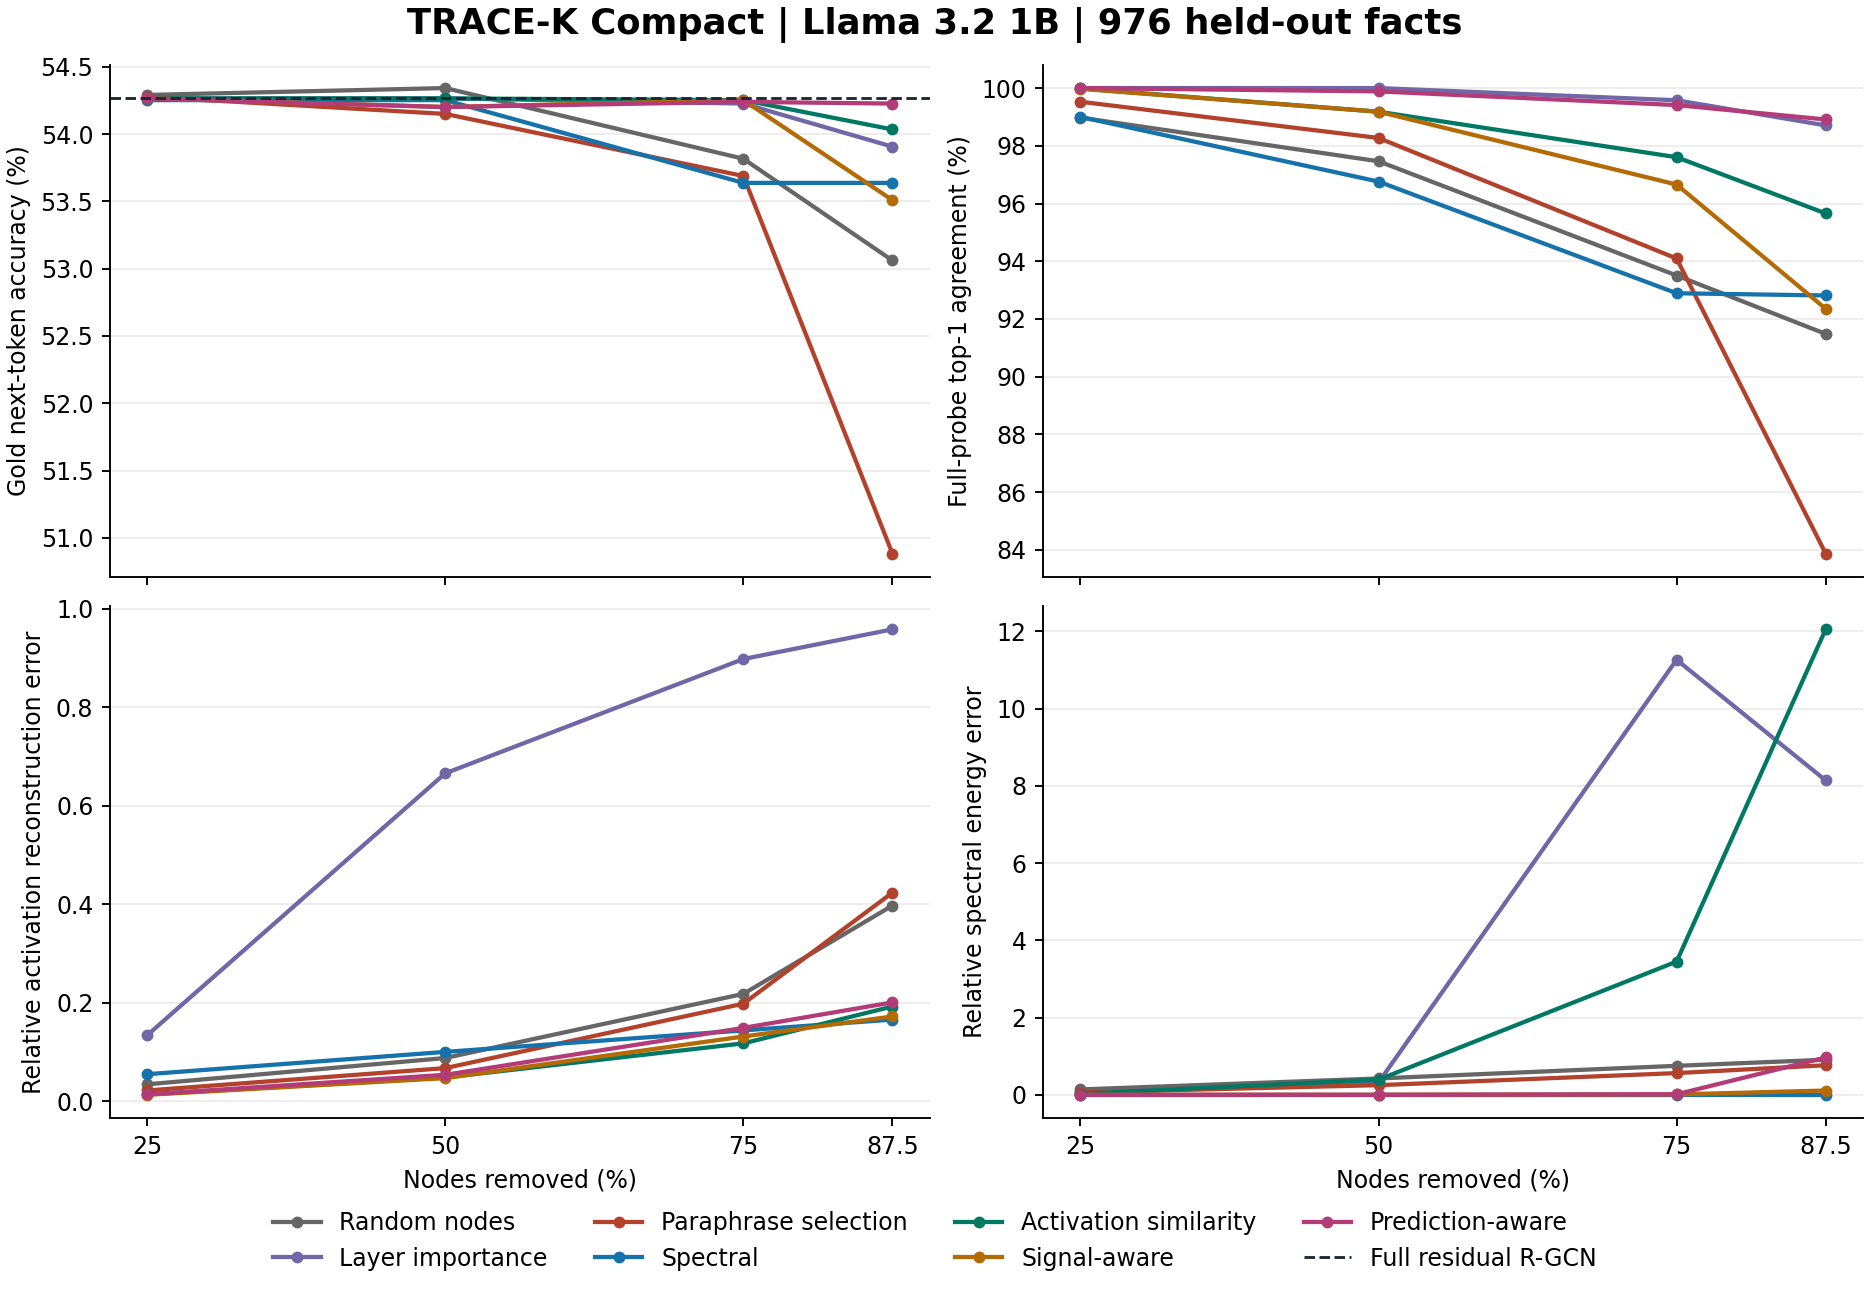 TRACE-K Compact | Llama 3.2 1B | 976 held-out facts
Gold next-token accuracy (%)
54.5
54.0
53.5
53.0
52.5
52.0
51.5
51.0
Full-probe top-1 agreement (%)
100
98
96
94
92
90
88
86
84
Relative activation reconstruction error
1.0
0.8
0.6
0.4
0.2
0.0
25 50 75 87.5
Nodes removed (%)
Relative spectral energy error
12
10
8
6
4
2
0
25 50 75 87.5
Nodes removed (%)
Random nodes Paraphrase selection Activation similarity Prediction-aware
Layer importance Spectral Signal-aware Full residual R-GCN